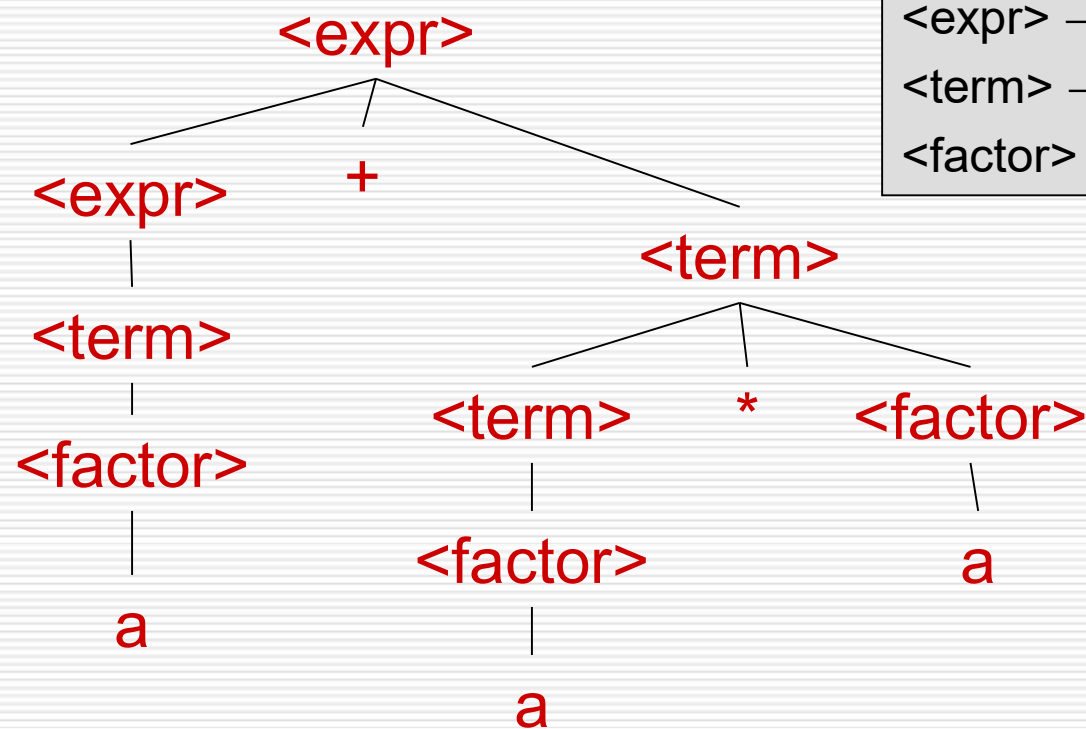 <expr>
<expr> –
<term> –
<factor>
<expr>
+
<term>
<term>
<term>
*
<factor>
<factor>
<factor>
a
a
a